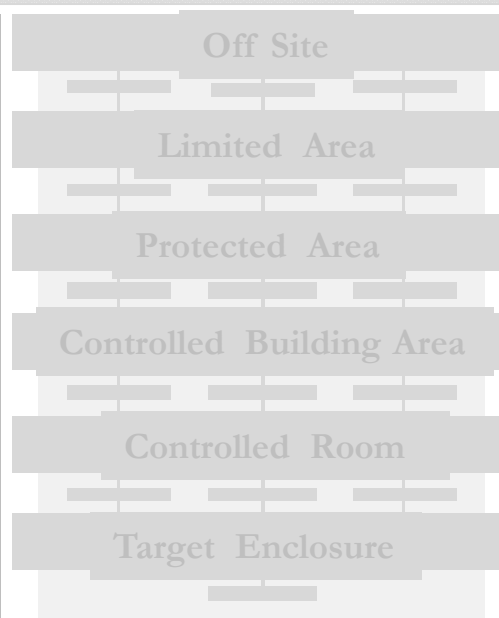 Off Site
Limited Area
Protected Area
Controlled Building Area
Controlled Room
Target Enclosure